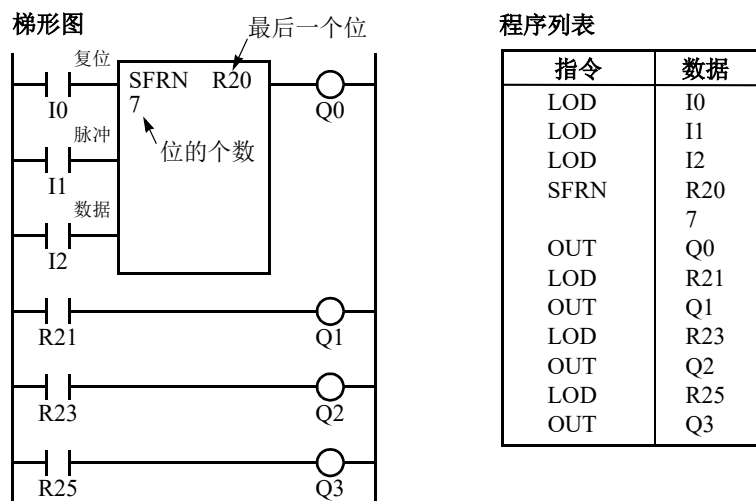 梯形图
最后一个位
复位
SFRN R20
7
I0
Q0
脉冲
位的个数
I1
数据
I2
R21
Q1
R23
Q2
R25
Q3
程序列表
指令 数据
LOD I0
LOD I1
LOD I2
SFRN R20
7
OUT Q0
LOD R21
OUT Q1
LOD R23
OUT Q2
LOD R25
OUT Q3